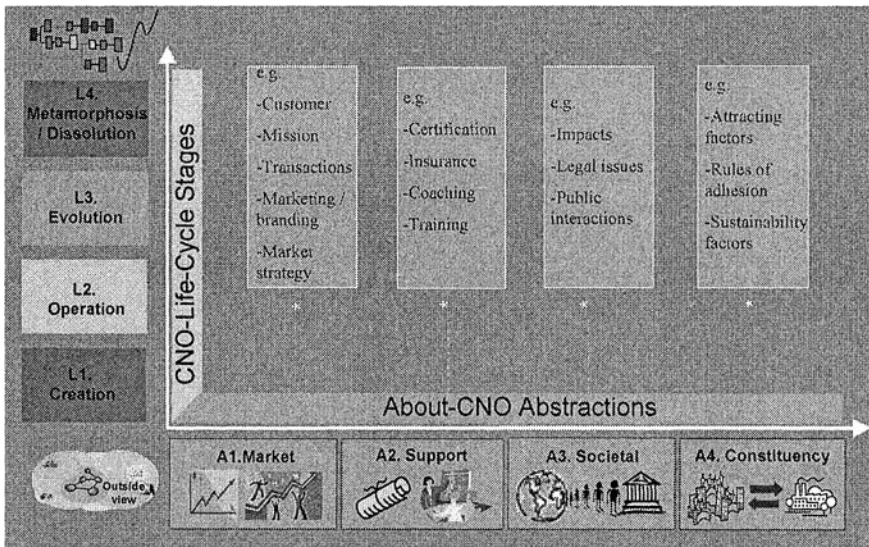 L4.
Metamorphosis
/ Dissolution
L3.
Evolution
L2.
Operation
L1.
Creation
CNO-Life-Cycle Stages
e.g.
-Customer
-Mission
-Transactions
-Marketing /
branding
-Market
strategy
*
e.g.
-Certification
-Insurance
-Coaching
-Training
*
e.g.
-Impacts
-Legal issues
-Public
interactions
*
e.g.
-Attracting
factors
-Rules of
adhesion
-Sustainability
factors
*
About-CNO Abstractions
Outside
view
A1.Market
A2. Support
A3. Societal
A4. Constituency